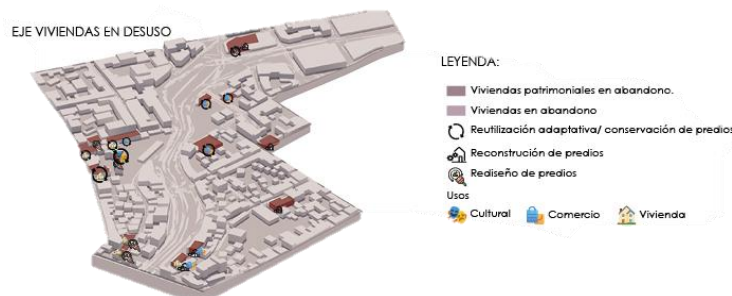 EJE VIVIENDAS EN DESUSO
LEYENDA:
Viviendas patrimoniales en abandono.
Viviendas en abandono
Reutilización adaptativa/ conservación de predios
Reconstrución de predios
Rediseño de predios
Usos
Cultural Comercio Vivienda